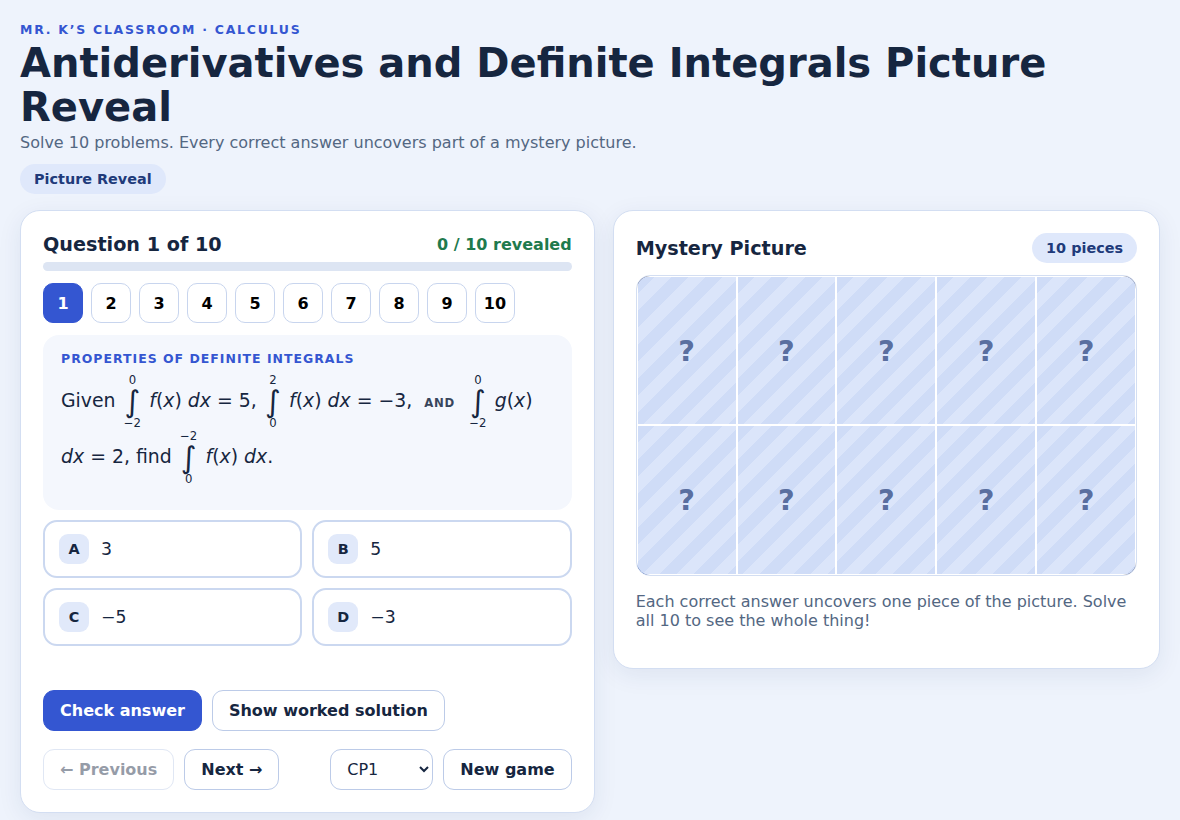 MR. K’S CLASSROOM · CALCULUS
Antiderivatives and Definite Integrals Picture
Reveal
Solve 10 problems. Every correct answer uncovers part of a mystery picture.
Picture Reveal
Question 1 of 10
0 / 10 revealed
1 2 3 4 5 6 7 8 9 10
PROPERTIES OF DEFINITE INTEGRALS
Given ∫₋₂⁰ f(x) dx = 5, ∫₀² f(x) dx = −3, AND ∫₋₂⁰ g(x)
dx = 2, find ∫₀⁻² f(x) dx.
A 3
B 5
C −5
D −3
Check answer
Show worked solution
← Previous
Next →
CP1
New game
Mystery Picture
10 pieces
? ? ? ? ?
? ? ? ? ?
Each correct answer uncovers one piece of the picture. Solve
all 10 to see the whole thing!